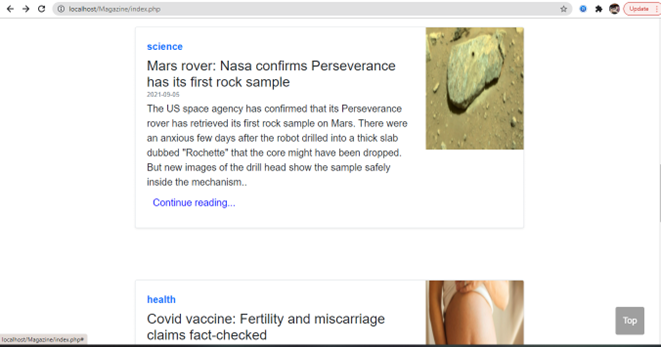 localhost/Magazine/index.php
Update
science
Mars rover: Nasa confirms Perseverance
has its first rock sample
2021-09-05
The US space agency has confirmed that its Perseverance
rover has retrieved its first rock sample on Mars. There were
an anxious few days after the robot drilled into a thick slab
dubbed "Rochette" that the core might have been dropped.
But new images of the drill head show the sample safely
inside the mechanism..
Continue reading...
health
Covid vaccine: Fertility and miscarriage
claims fact-checked
Top
localhost/Magazine/index.php#